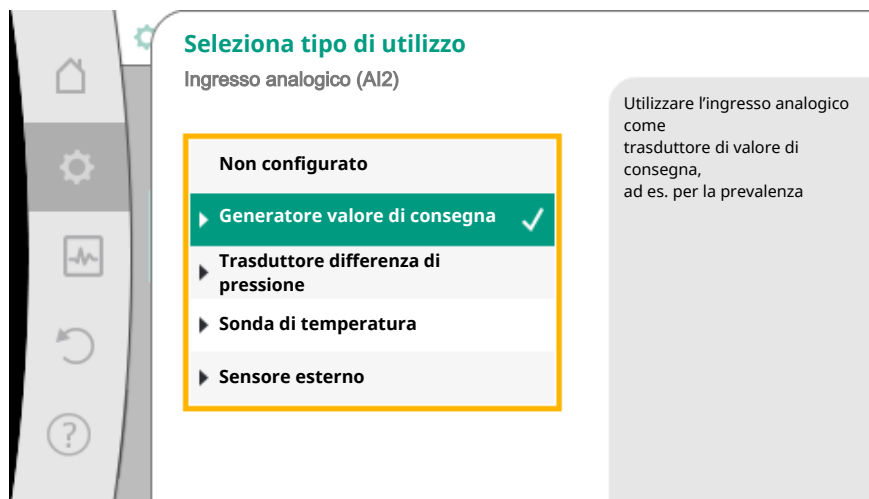 Seleziona tipo di utilizzo
Ingresso analogico (AI2)
Non configurato
Generatore valore di consegna
Trasduttore differenza di
pressione
Sonda di temperatura
Sensore esterno
Utilizzare l'ingresso analogico
come
trasduttore di valore di
consegna,
ad es. per la prevalenza
?